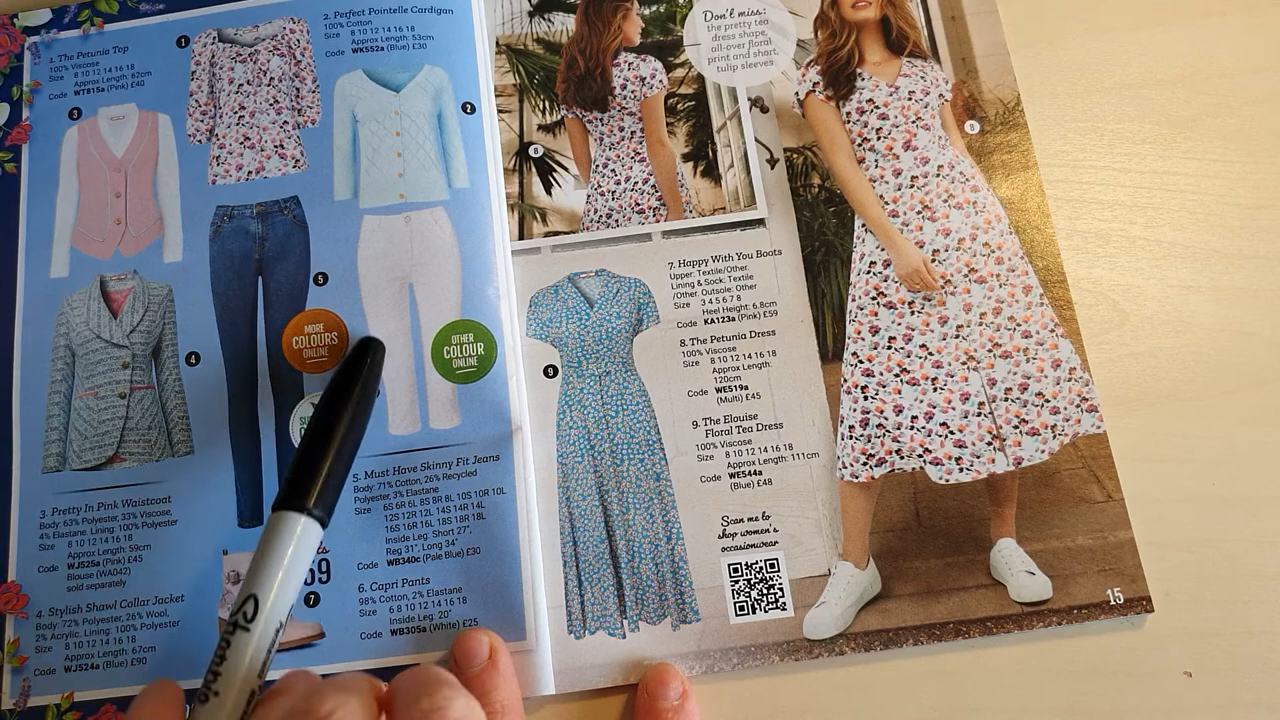 1. The Petunia Top
100% Viscose
Size 8 10 12 14 16 18
Approx Length: 62cm
Code WT815a (Pink) £40
1
2. Perfect Pointelle Cardigan
100% Cotton
Size 8 10 12 14 16 18
Approx Length: 53cm
Code WK552a (Blue) £30
3
2
4
5
MORE
COLOURS
ONLINE
OTHER
COLOUR
ONLINE
3. Pretty In Pink Waistcoat
Body: 63% Polyester, 33% Viscose,
4% Elastane. Lining: 100% Polyester
Size 8 10 12 14 16 18
Approx Length: 59cm
Code WJ525a (Pink) £45
Blouse (WA042)
sold separately
4. Stylish Shawl Collar Jacket
Body: 72% Polyester, 26% Wool,
2% Acrylic. Lining: 100% Polyester
Size 8 10 12 14 16 18
Approx Length: 67cm
Code WJ524a (Blue) £90
59
7
5. Must Have Skinny Fit Jeans
Body: 71% Cotton, 26% Recycled
Polyester, 3% Elastane
Size 6S 6R 6L 8S 8R 8L 10S 10R 10L
12S 12R 12L 14S 14R 14L
16S 16R 16L 18S 18R 18L
Inside Leg: Short 27",
Reg 31", Long 34"
Code WB340c (Pale Blue) £30
6. Capri Pants
98% Cotton, 2% Elastane
Size 6 8 10 12 14 16 18
Inside Leg: 20"
Code WB305a (White) £25
Sharpie
Don't miss:
the pretty tea
dress shape,
all-over floral
print and short,
tulip sleeves
8
8
9
7. Happy With You Boots
Upper: Textile/Other.
Lining & Sock: Textile
/Other. Outsole: Other
Size 3 4 5 6 7 8
Heel Height: 6.8cm
Code KA123a (Pink) £59
8. The Petunia Dress
100% Viscose
Size 8 10 12 14 16 18
Approx Length:
120cm
Code WE519a
(Multi) £45
9. The Elouise
Floral Tea Dress
100% Viscose
Size 8 10 12 14 16 18
Approx Length: 111cm
Code WE544a
(Blue) £48
Scan me to
shop women's
occasionwear
15